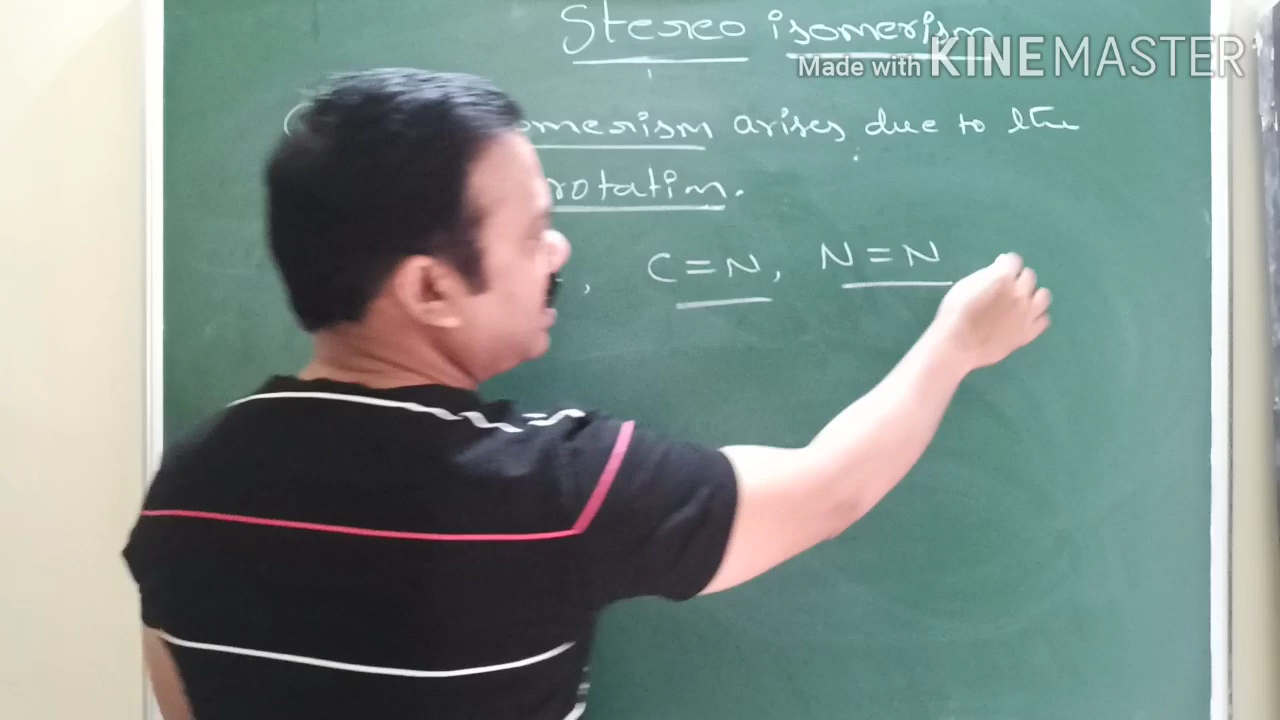 Stereo isomerism
Made with KINEMASTER
omerism arises due to the
rotation.
, C=N, N=N